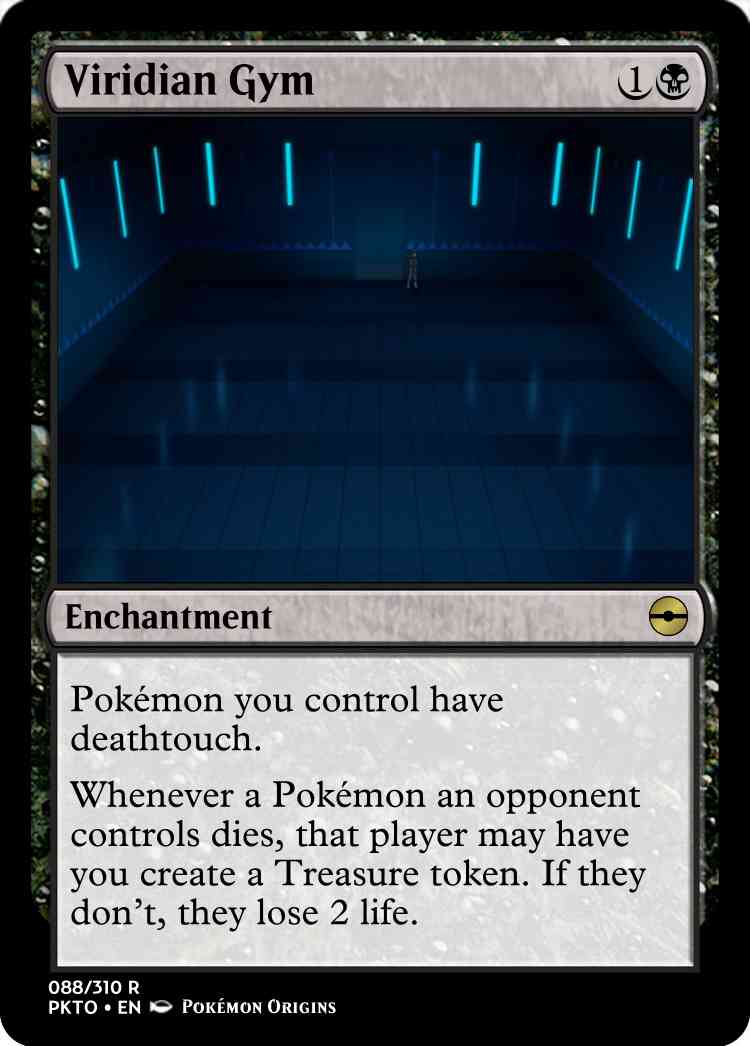 Viridian Gym 1
Enchantment
Pokémon you control have
deathtouch.
Whenever a Pokémon an opponent
controls dies, that player may have
you create a Treasure token. If they
don't, they lose 2 life.
088/310 R
PKTO • EN Pokémon Origins